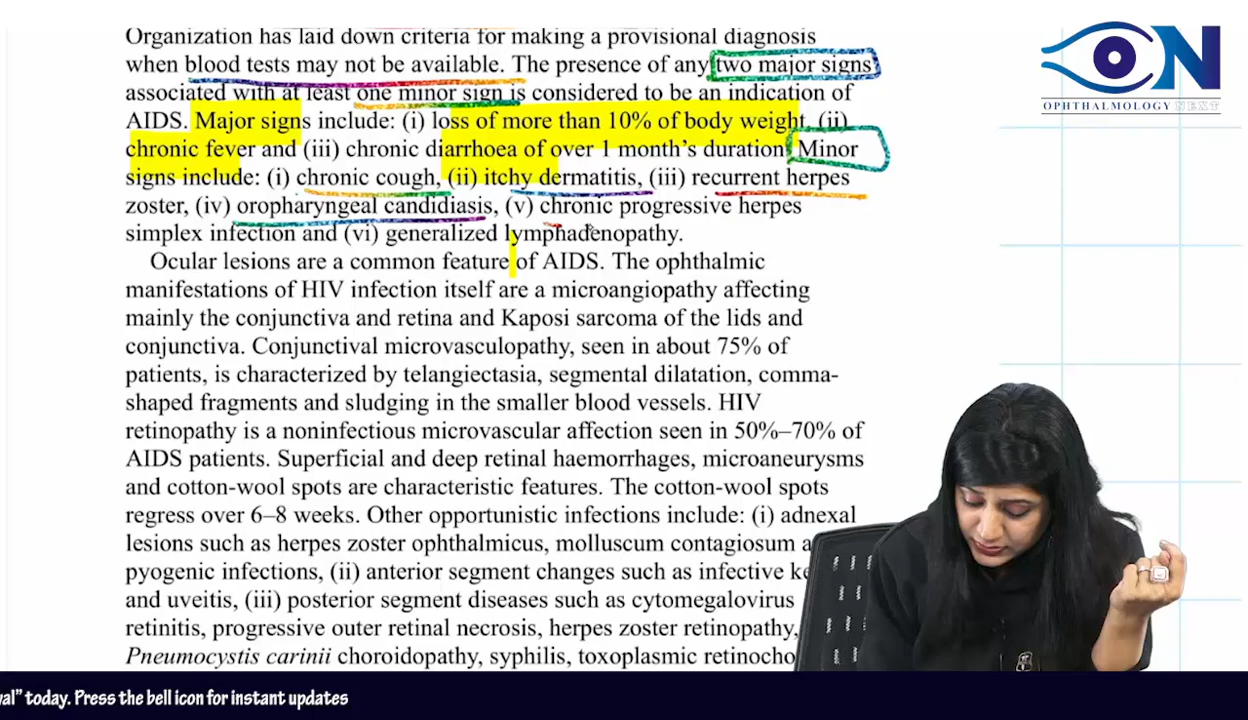 Organization has laid down criteria for making a provisional diagnosis
when blood tests may not be available. The presence of any two major signs
associated with at least one minor sign is considered to be an indication of
AIDS. Major signs include: (i) loss of more than 10% of body weight, (ii)
chronic fever and (iii) chronic diarrhoea of over 1 month's duration Minor
signs include: (i) chronic cough, (ii) itchy dermatitis, (iii) recurrent herpes
zoster, (iv) oropharyngeal candidiasis, (v) chronic progressive herpes
simplex infection and (vi) generalized lymphadenopathy.
Ocular lesions are a common feature of AIDS. The ophthalmic
manifestations of HIV infection itself are a microangiopathy affecting
mainly the conjunctiva and retina and Kaposi sarcoma of the lids and
conjunctiva. Conjunctival microvasculopathy, seen in about 75% of
patients, is characterized by telangiectasia, segmental dilatation, comma-
shaped fragments and sludging in the smaller blood vessels. HIV
retinopathy is a noninfectious microvascular affection seen in 50%–70% of
AIDS patients. Superficial and deep retinal haemorrhages, microaneurysms
and cotton-wool spots are characteristic features. The cotton-wool spots
regress over 6–8 weeks. Other opportunistic infections include: (i) adnexal
lesions such as herpes zoster ophthalmicus, molluscum contagiosum a
pyogenic infections, (ii) anterior segment changes such as infective ke
and uveitis, (iii) posterior segment diseases such as cytomegalovirus
retinitis, progressive outer retinal necrosis, herpes zoster retinopathy,
Pneumocystis carinii choroidopathy, syphilis, toxoplasmic retinocho
ON
OPHTHALMOLOGY NEXT
val" today. Press the bell icon for instant updates